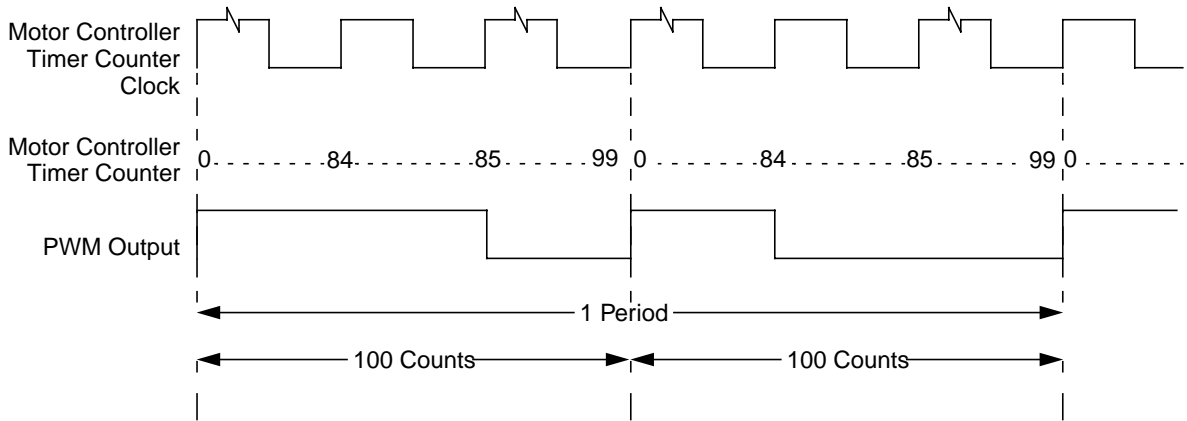 Motor Controller
Timer Counter
Clock
Motor Controller
Timer Counter
0 84 85 99 0 84 85 99 0
PWM Output
1 Period
100 Counts 100 Counts